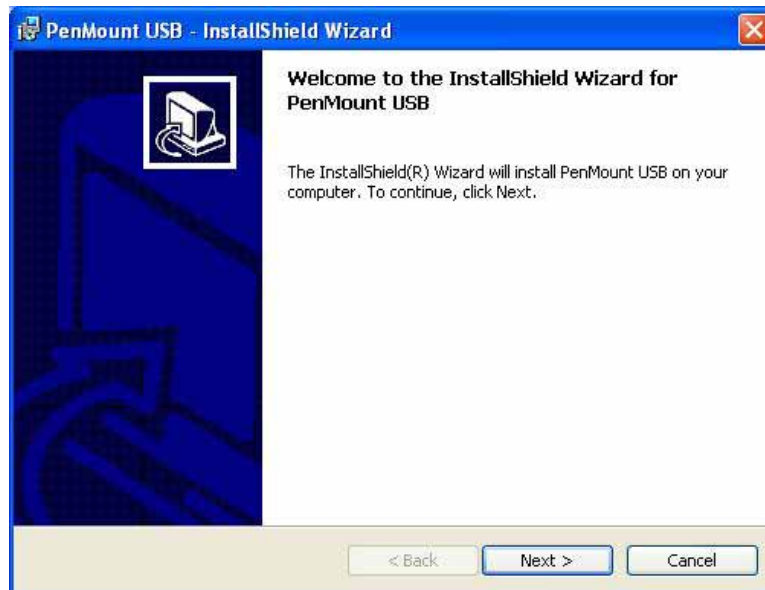 PenMount USB - InstallShield Wizard
Welcome to the InstallShield Wizard for
PenMount USB
The InstallShield(R) Wizard will install PenMount USB on your
computer. To continue, click Next.
< Back
Next >
Cancel